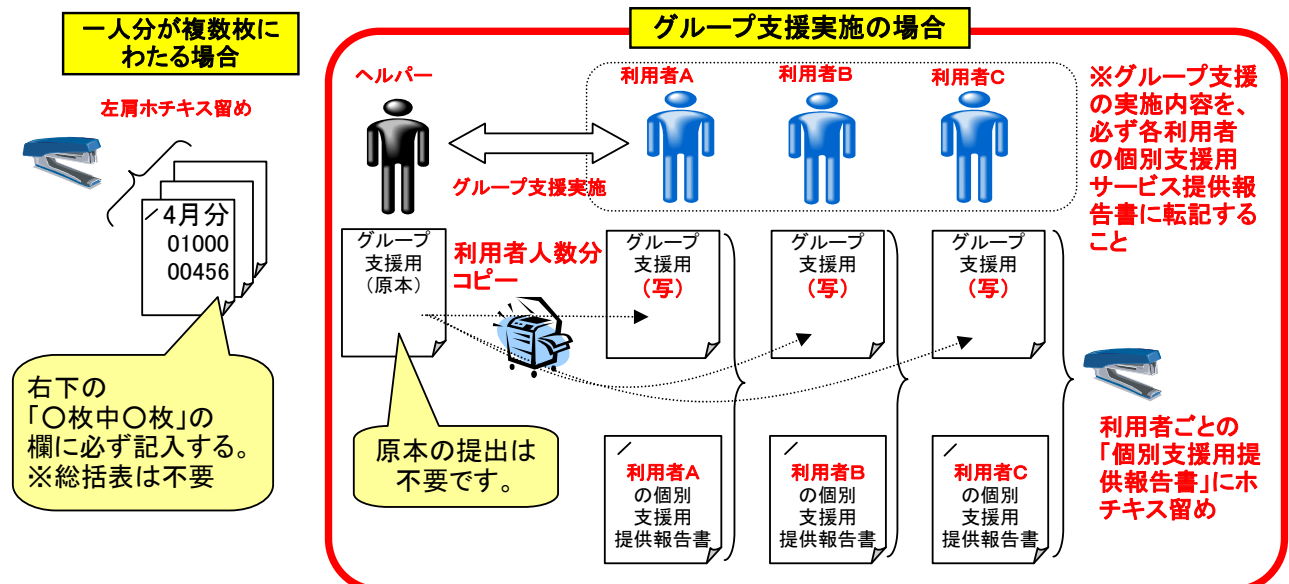 一人分が複数枚に
わたる場合
左肩ホチキス留め
4月分
01000
00456
右下の
「〇枚中〇枚」の
欄に必ず記入する。
※総括表は不要
グループ支援実施の場合
ヘルパー
利用者A
利用者B
利用者C
グループ支援実施
※グループ支援
の実施内容を、
必ず各利用者
の個別支援用
サービス提供報
告書に転記する
こと
グループ
支援用
（原本）
利用者人数分
コピー
グループ
支援用
（写）
グループ
支援用
（写）
グループ
支援用
（写）
原本の提出は
不要です。
利用者A
の個別
支援用
提供報告書
利用者B
の個別
支援用
提供報告書
利用者C
の個別
支援用
提供報告書
利用者ごとの
「個別支援用提
供報告書」にホ
チキス留め